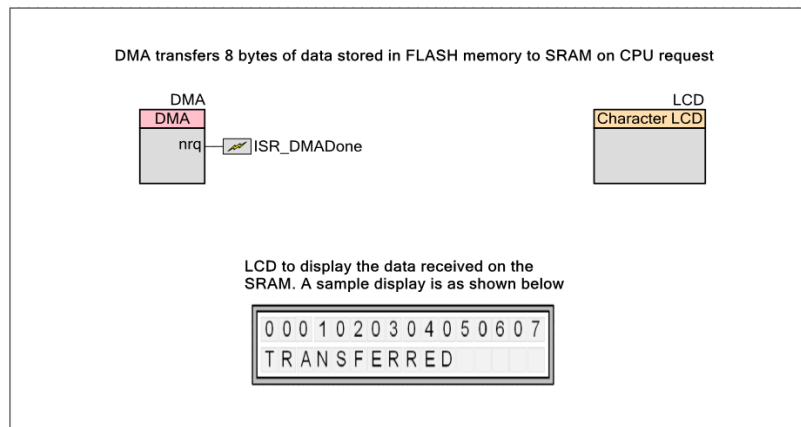 DMA transfers 8 bytes of data stored in FLASH memory to SRAM on CPU request
DMA
DMA
nrq
ISR_DMADone
LCD
Character LCD
LCD to display the data received on the
SRAM. A sample display is as shown below
0001020304050607
TRANSFERRED